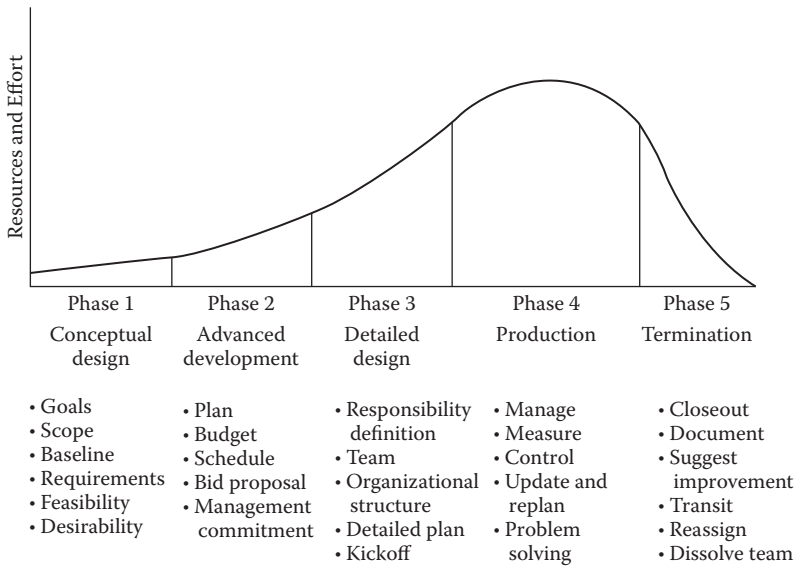 Resources and Effort
Phase 1
Conceptual
design
• Goals
• Scope
• Baseline
• Requirements
• Feasibility
• Desirability
Phase 2
Advanced
development
• Plan
• Budget
• Schedule
• Bid proposal
• Management
commitment
Phase 3
Detailed
design
• Responsibility
definition
• Team
• Organizational
structure
• Detailed plan
• Kickoff
Phase 4
Production
• Manage
• Measure
• Control
• Update and
replan
• Problem
solving
Phase 5
Termination
• Closeout
• Document
• Suggest
improvement
• Transit
• Reassign
• Dissolve team